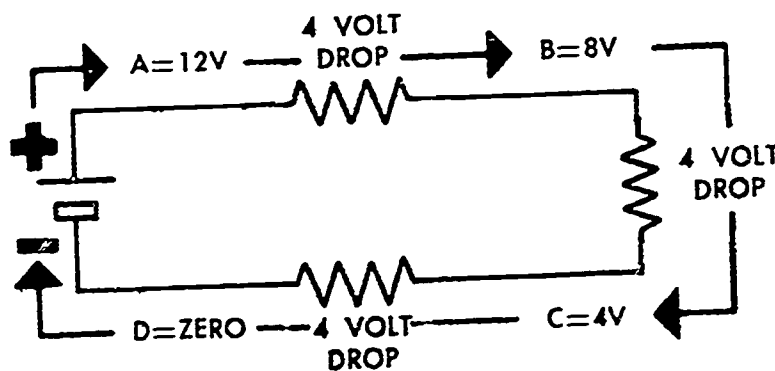 4 VOLT
DROP
A=12V
B=8V
4 VOLT
DROP
C=4V
4 VOLT
DROP
D=ZERO
+
-